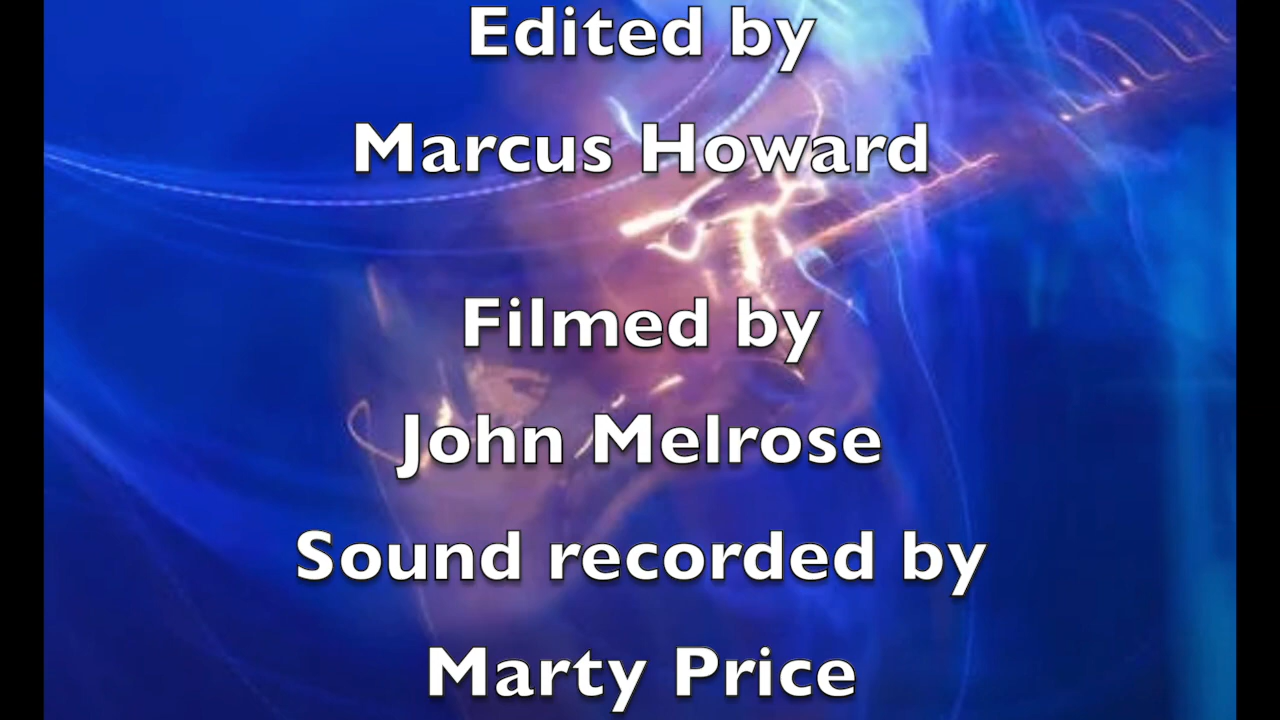 Edited by
Marcus Howard
Filmed by
John Melrose
Sound recorded by
Marty Price